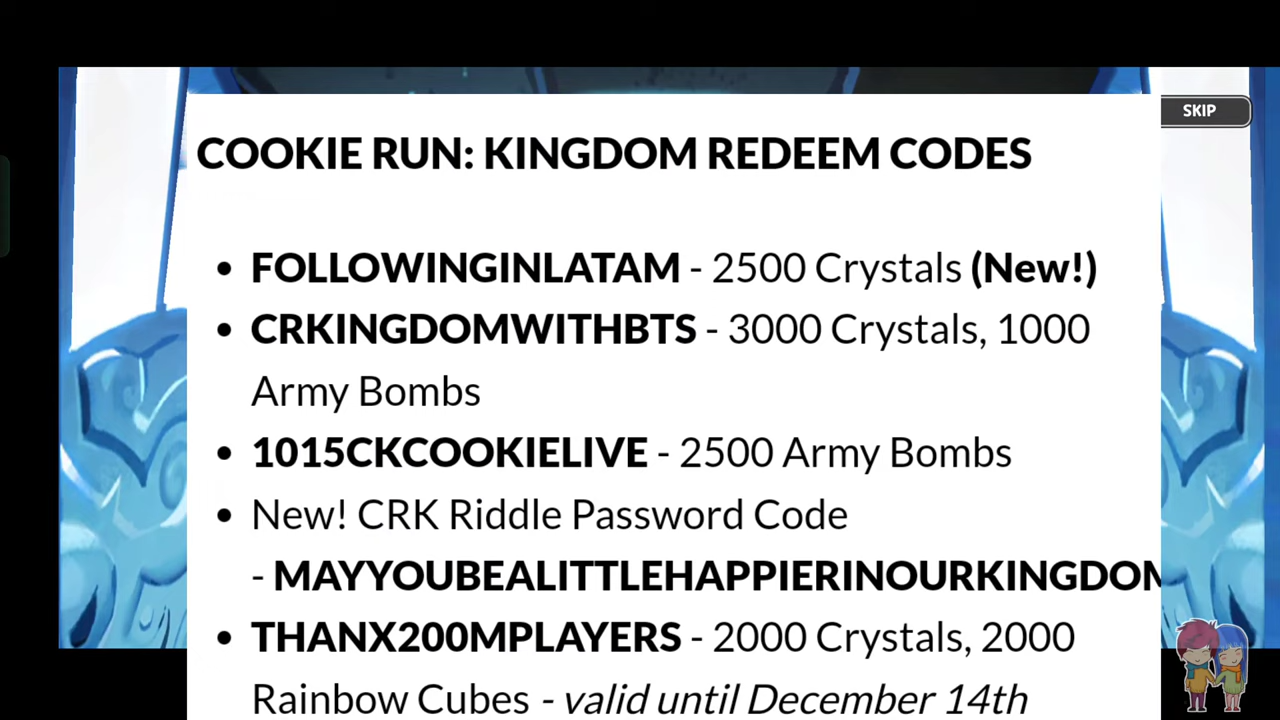 SKIP
COOKIE RUN: KINGDOM REDEEM CODES
• FOLLOWINGINLATAM - 2500 Crystals (New!)
• CRKINGDOMWITHBTS - 3000 Crystals, 1000
Army Bombs
• 1015CKCOOKIELIVE - 2500 Army Bombs
• New! CRK Riddle Password Code
- MAYYOUBEALITTLEHAPPIERINOURKINGDOM
• THANX200MPLAYERS - 2000 Crystals, 2000
Rainbow Cubes - valid until December 14th